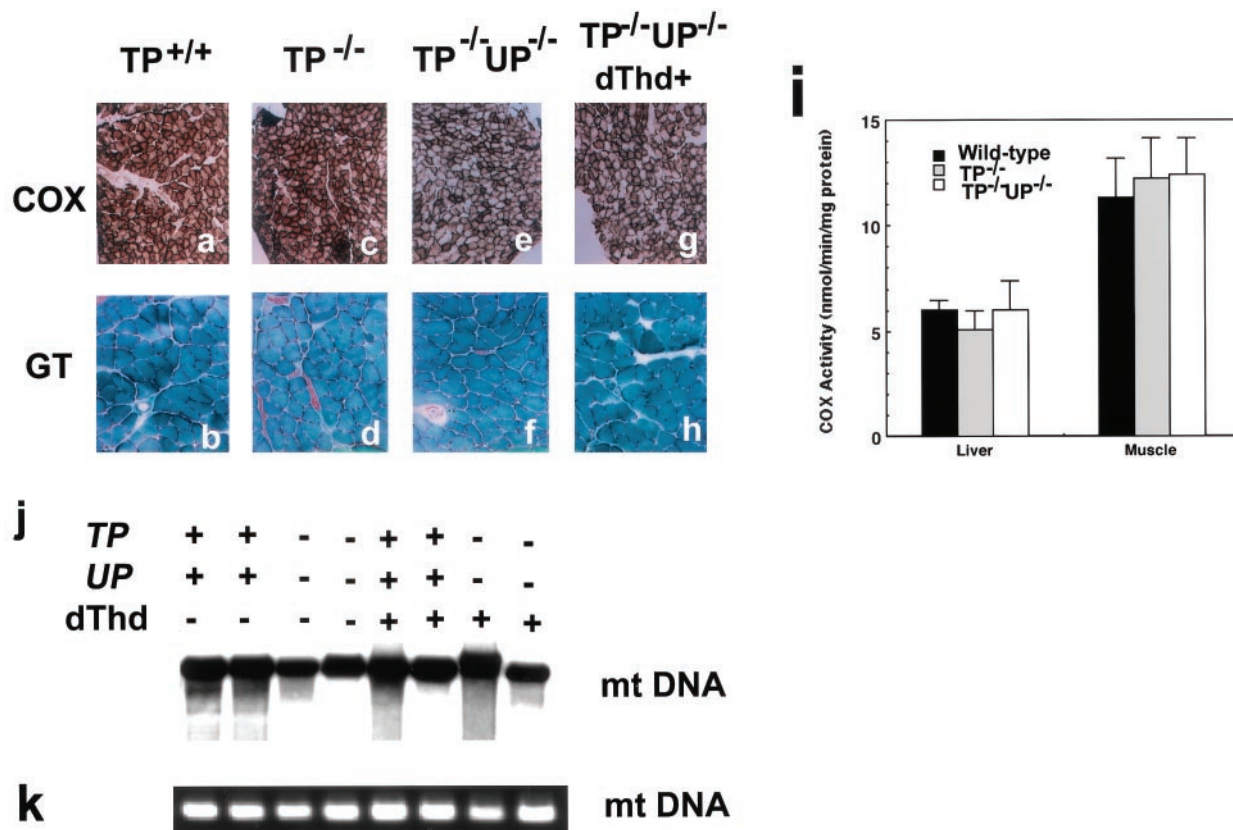 TP+/+ TP-/- TP-/-UP-/- TP-/-UP-/-
dThd+
COX
a c e g
GT
b d f h
i
COX Activity (nmol/min/mg protein)
15
10
5
0
Wild-type
TP-/-
TP-/-UP-/-
Liver Muscle
j
TP + + - - + + - -
UP + + - - + + - -
dThd - - - - + + + +
mt DNA
k
mt DNA